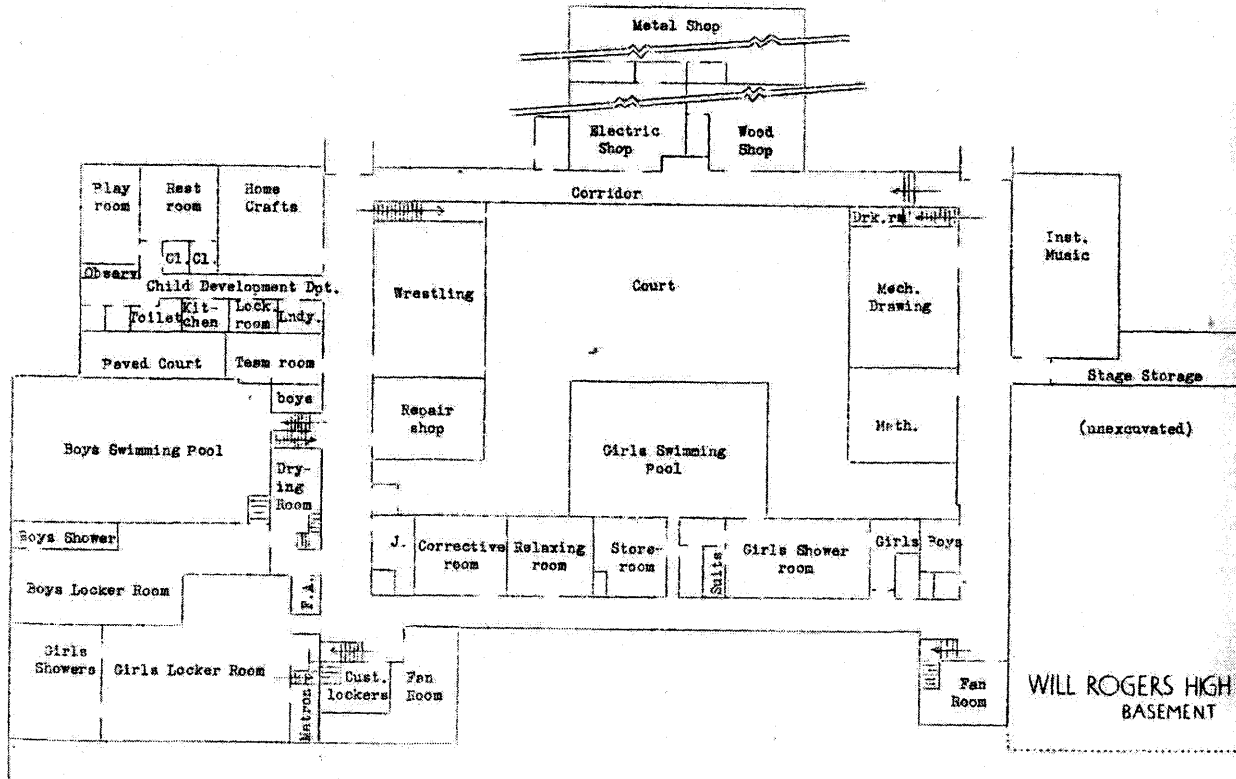 Metal Shop
Electric
Shop
Wood
Shop
Play
room
Rest
room
Home
Crafts
Corridor
Drk.rm
Inst.
Music
Cl.
Cl.
Observ
Child Development Dpt.
Wrestling
Court
Mech.
Drawing
Toilet
Kit-
chen
Lock.
room
Lndy.
Paved Court
Team room
Stage Storage
boys
Repair
shop
Math.
(unexcuvated)
Boys Swimming Pool
Girls Swimming
Pool
Dry-
ing
Room
Boys Shower
J.
Corrective
room
Relaxing
room
Store-
room
Suits
Girls Shower
room
Girls
Boys
Boys Locker Room
F.A.
Girls
Showers
Girls Locker Room
Matron
Cust.
lockers
Fan
Room
Fan
Room
WILL ROGERS HIGH
BASEMENT